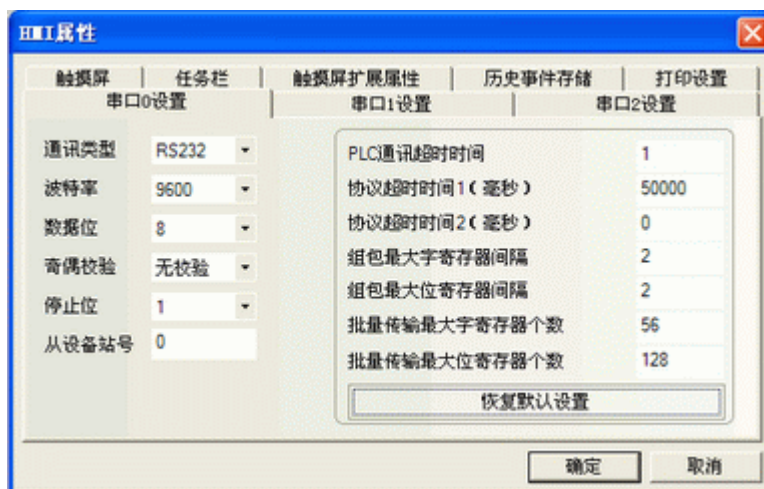 HMI属性
触摸屏 任务栏 触摸屏扩展属性 历史事件存储 打印设置
串口0设置 串口1设置 串口2设置
通讯类型 RS232
波特率 9600
数据位 8
奇偶校验 无校验
停止位 1
从设备站号 0
PLC通讯超时时间 1
协议超时时间1(毫秒) 50000
协议超时时间2(毫秒) 0
组包最大字寄存器间隔 2
组包最大位寄存器间隔 2
批量传输最大字寄存器个数 56
批量传输最大位寄存器个数 128
恢复默认设置
确定 取消